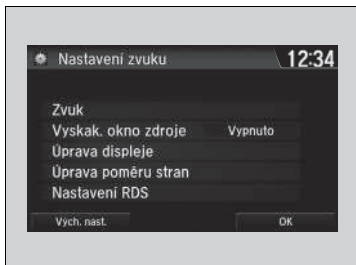 Nastavení zvuku 12:34
Zvuk
Vyskak. okno zdroje Vypnuto
Úprava displeje
Úprava poměru stran
Nastavení RDS
Vých. nast. OK